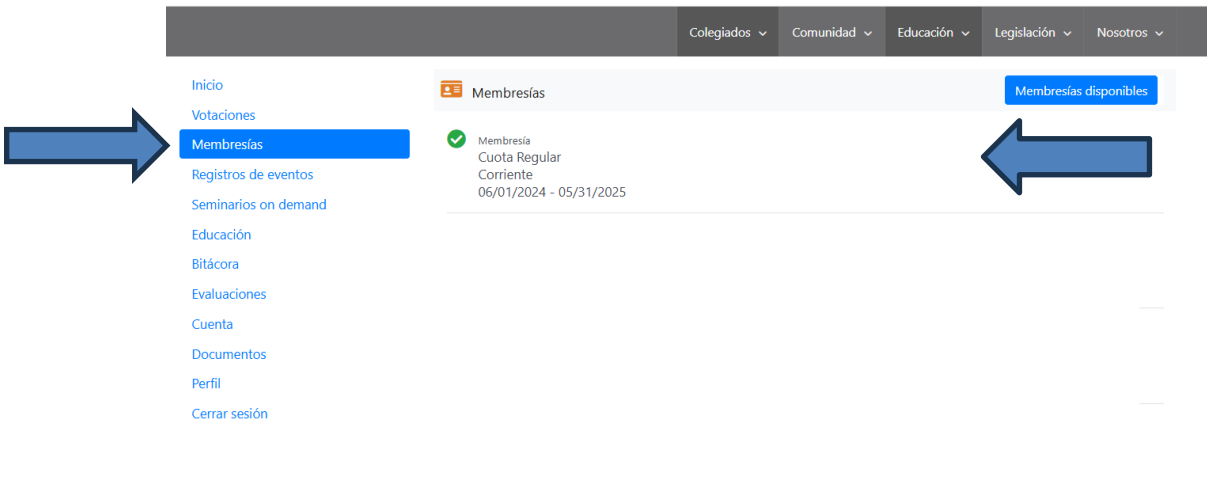 Colegiados Comunidad Educación Legislación Nosotros
Inicio
Votaciones
Membresías
Registros de eventos
Seminarios on demand
Educación
Bitácora
Evaluaciones
Cuenta
Documentos
Perfil
Cerrar sesión
Membresías
Membresías disponibles
Membresía
Cuota Regular
Corriente
06/01/2024 - 05/31/2025